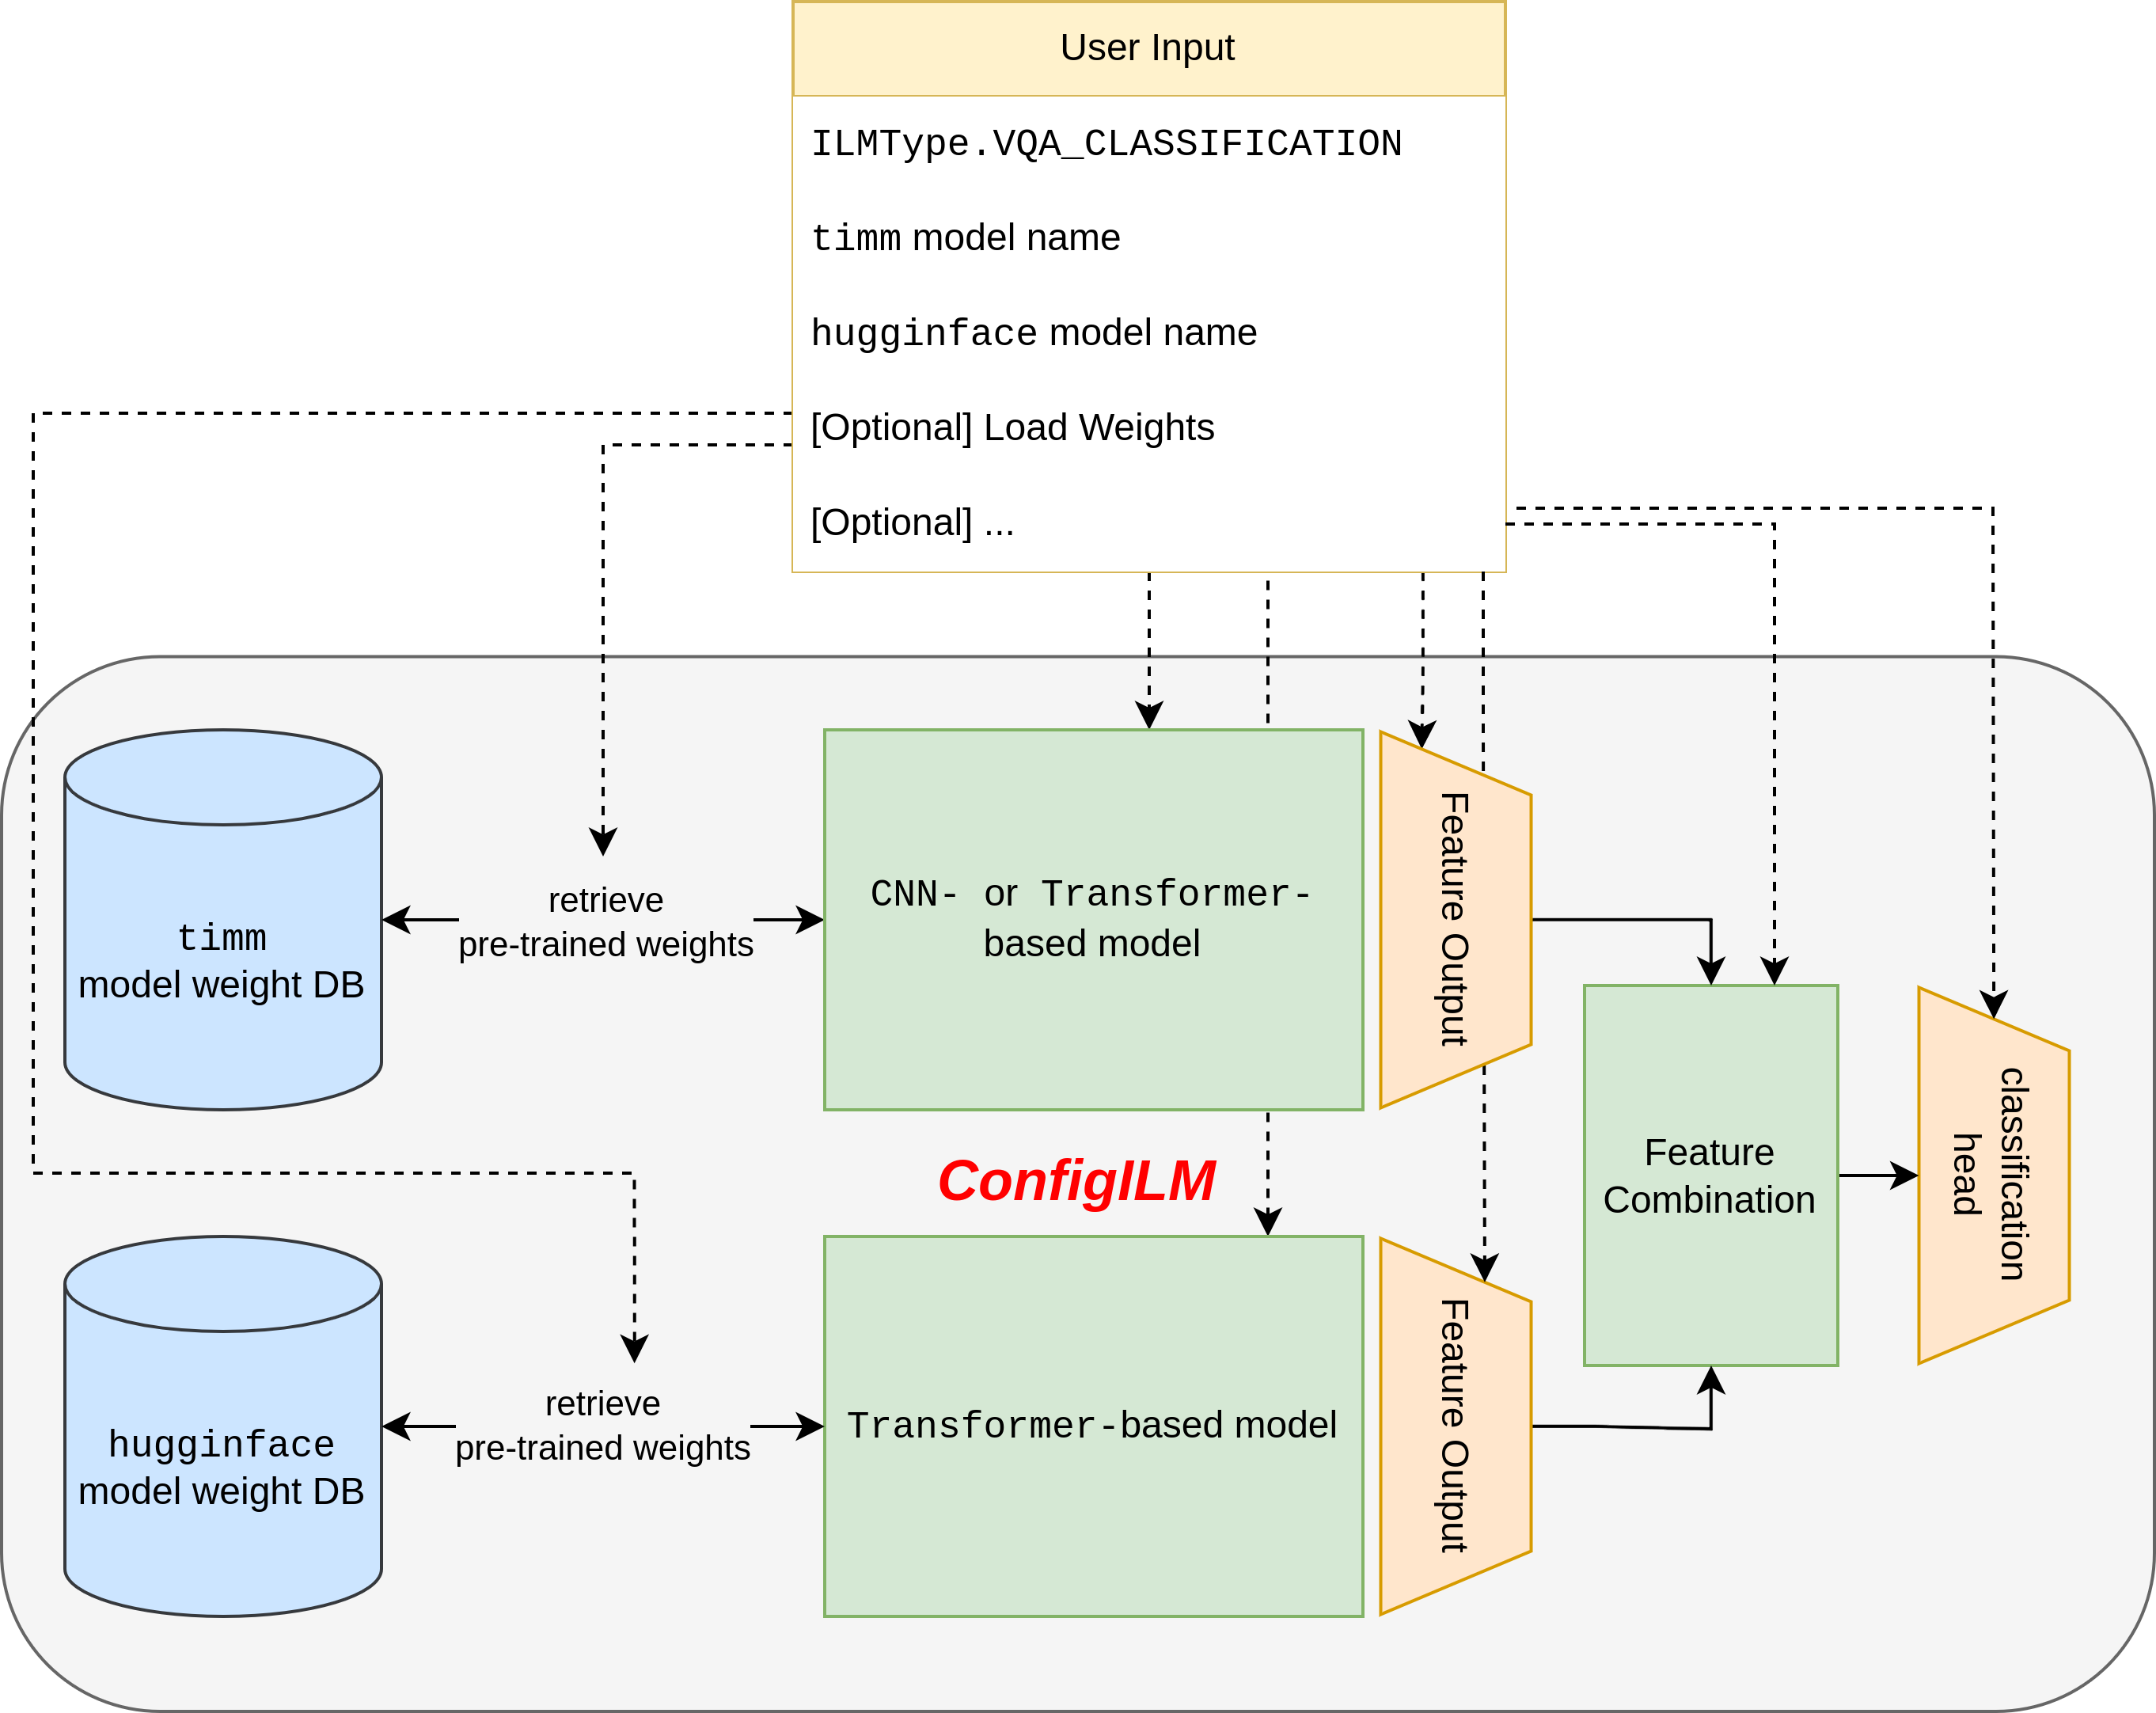 User Input
ILMType.VQA_CLASSIFICATION
timm model name
hugginface model name
[Optional] Load Weights
[Optional] ...
timm
model weight DB
retrieve
pre-trained weights
CNN- or Transformer-
based model
Feature Output
ConfigILM
Feature
Combination
classification
head
hugginface
model weight DB
retrieve
pre-trained weights
Transformer-based model
Feature Output